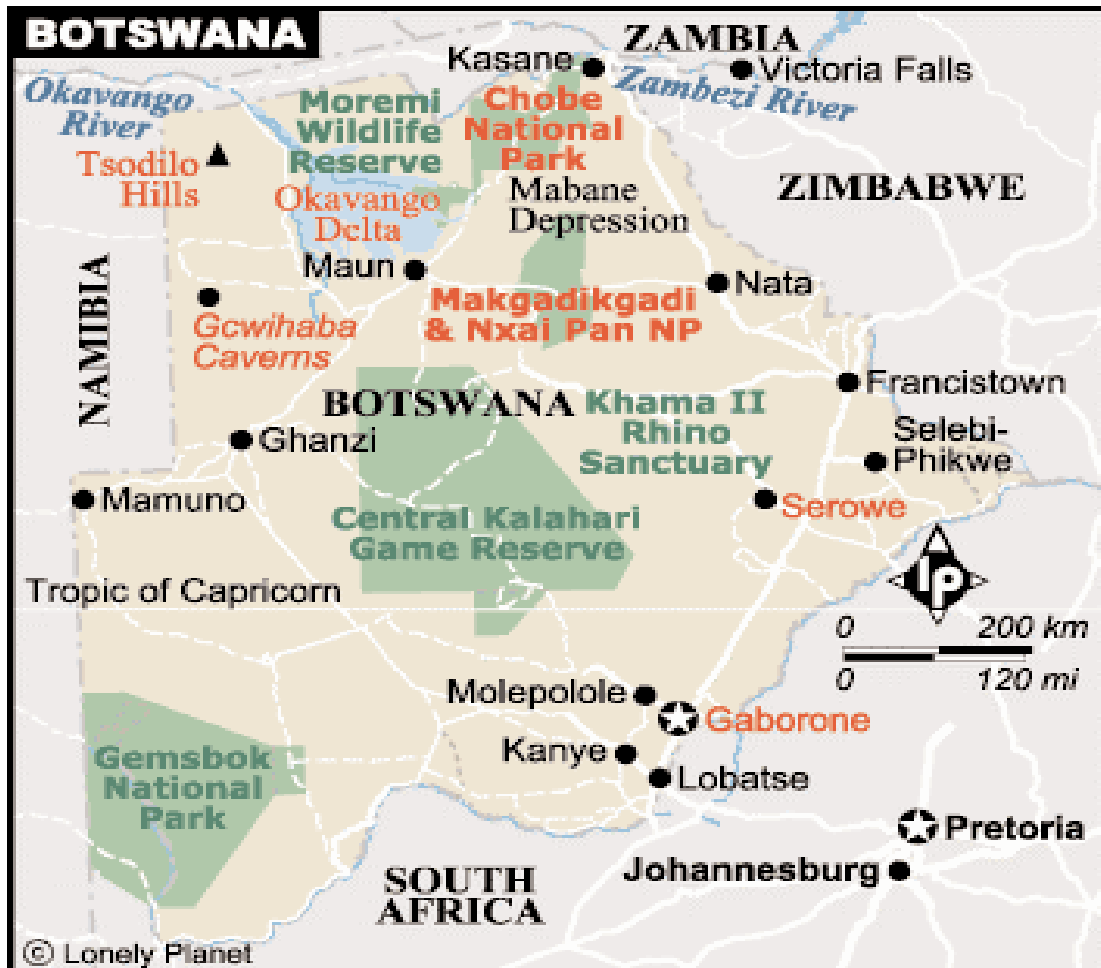 BOTSWANA
ZAMBIA
Kasane
Victoria Falls
Zambezi River
Okavango
River
Moremi
Wildlife
Reserve
Chobe
National
Park
Tsodilo
Hills
ZIMBABWE
Okavango
Delta
Mabane
Depression
Maun
Nata
NAMIBIA
Makgadikgadi
& Nxai Pan NP
Gcwihaba
Caverns
Francistown
BOTSWANA
Khama II
Rhino
Sanctuary
Selebi-
Phikwe
Ghanzi
Mamuno
Serowe
Central Kalahari
Game Reserve
lp
Tropic of Capricorn
0 200 km
0 120 mi
Molepolole
Gaborone
Kanye
Lobatse
Gemsbok
National
Park
Pretoria
Johannesburg
SOUTH
AFRICA
© Lonely Planet